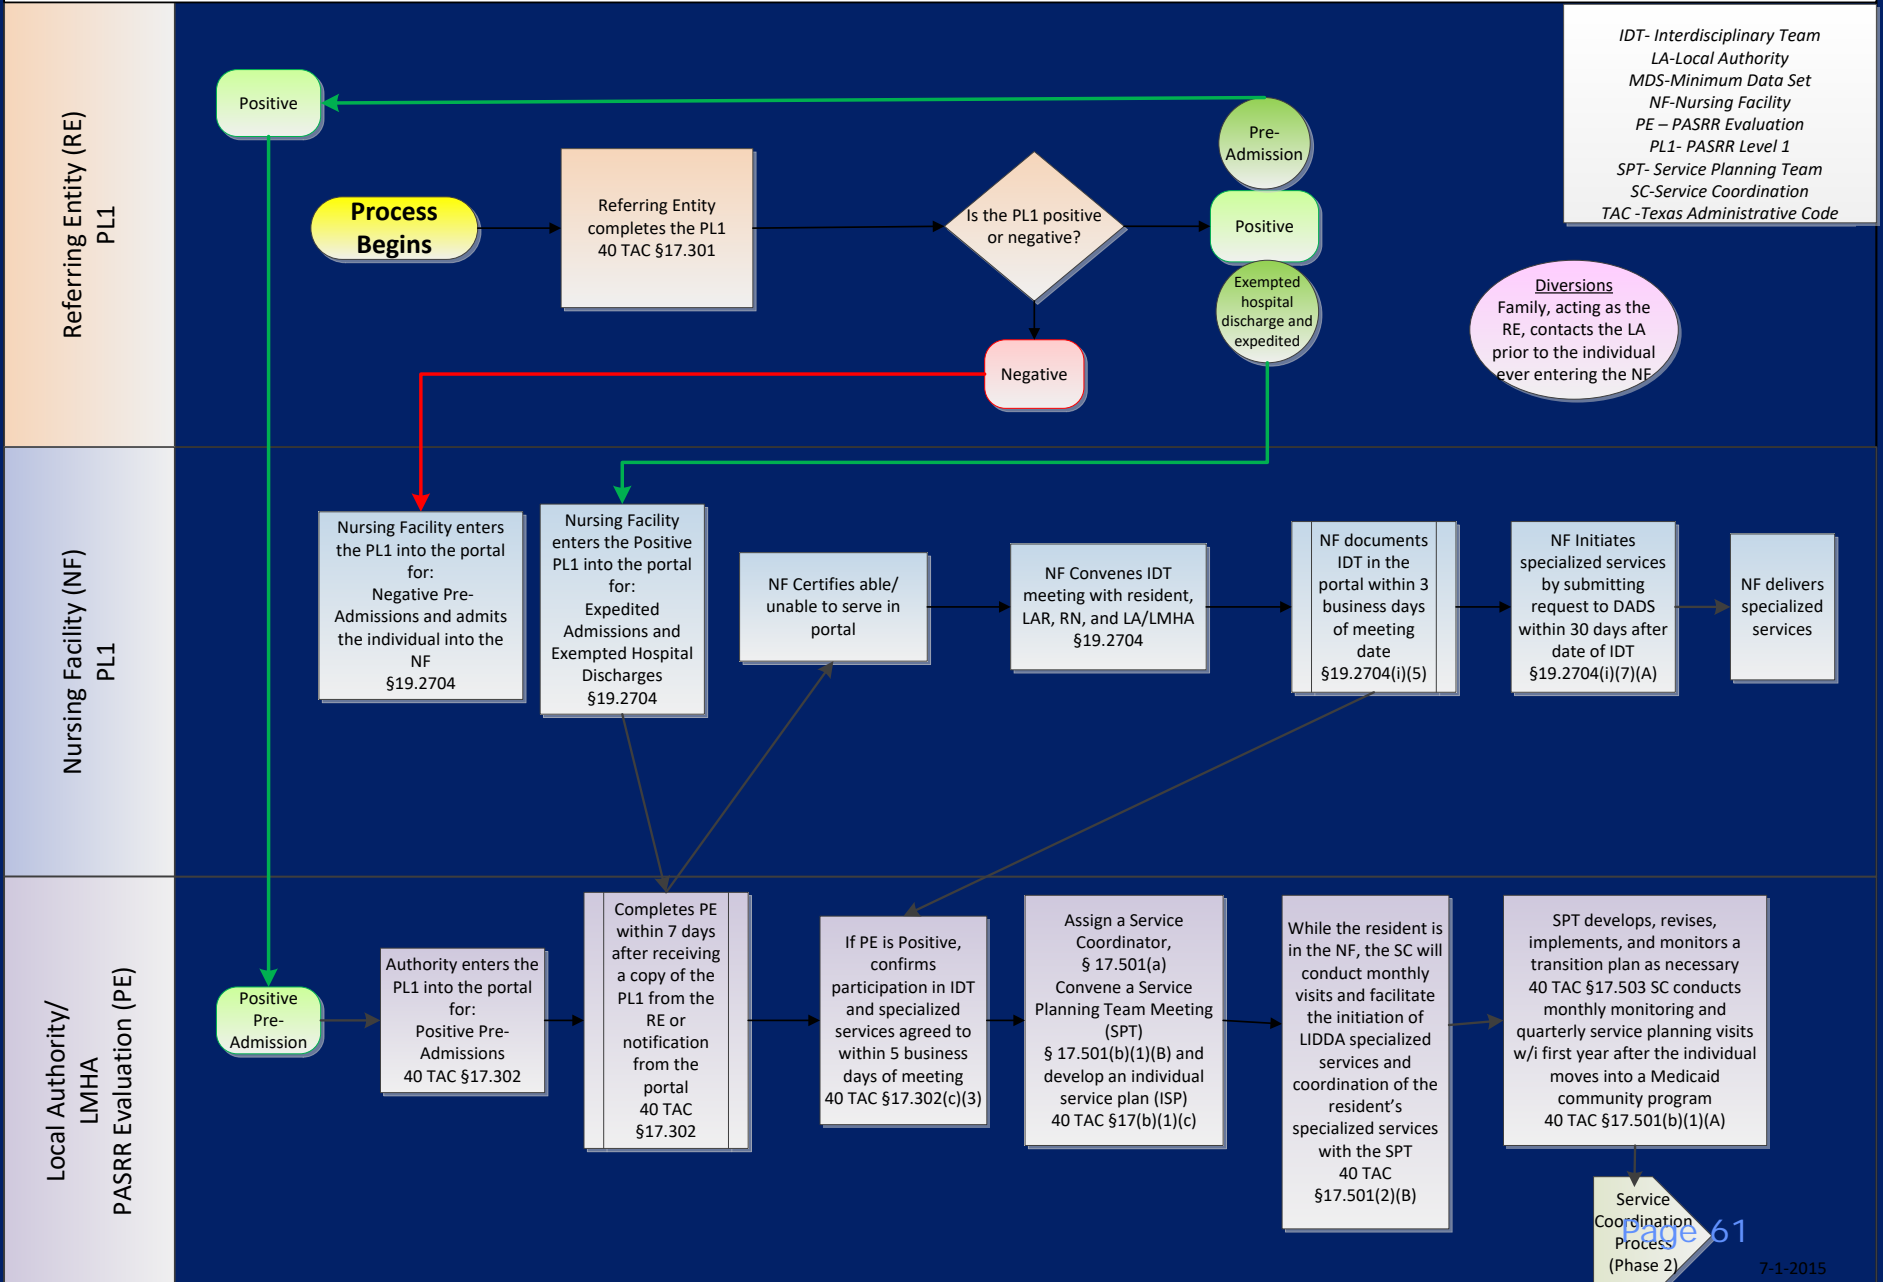 Referring Entity (RE)
PL1
Positive
Process
Begins
Referring Entity
completes the PL1
40 TAC §17.301
Is the PL1 positive
or negative?
Pre-
Admission
Positive
Exempted
hospital
discharge and
expedited
Negative
IDT- Interdisciplinary Team
LA-Local Authority
MDS-Minimum Data Set
NF-Nursing Facility
PE – PASRR Evaluation
PL1- PASRR Level 1
SPT- Service Planning Team
SC-Service Coordination
TAC -Texas Administrative Code
Diversions
Family, acting as the
RE, contacts the LA
prior to the individual
ever entering the NF
Nursing Facility (NF)
PL1
Nursing Facility enters
the PL1 into the portal
for:
Negative Pre-
Admissions and admits
the individual into the
NF
§19.2704
Nursing Facility
enters the Positive
PL1 into the portal
for:
Expedited
Admissions and
Exempted Hospital
Discharges
§19.2704
NF Certifies able/
unable to serve in
portal
NF Convenes IDT
meeting with resident,
LAR, RN, and LA/LMHA
§19.2704
NF documents
IDT in the
portal within 3
business days
of meeting
date
§19.2704(i)(5)
NF Initiates
specialized services
by submitting
request to DADS
within 30 days after
date of IDT
§19.2704(i)(7)(A)
NF delivers
specialized
services
Local Authority/
LMHA
PASRR Evaluation (PE)
Positive
Pre-
Admission
Authority enters the
PL1 into the portal
for:
Positive Pre-
Admissions
40 TAC §17.302
Completes PE
within 7 days
after receiving
a copy of the
PL1 from the
RE or
notification
from the
portal
40 TAC
§17.302
If PE is Positive,
confirms
participation in IDT
and specialized
services agreed to
within 5 business
days of meeting
40 TAC §17.302(c)(3)
Assign a Service
Coordinator,
§ 17.501(a)
Convene a Service
Planning Team Meeting
(SPT)
§ 17.501(b)(1)(B) and
develop an individual
service plan (ISP)
40 TAC §17(b)(1)(c)
While the resident is
in the NF, the SC will
conduct monthly
visits and facilitate
the initiation of
LIDDA specialized
services and
coordination of the
resident’s
specialized services
with the SPT
40 TAC
§17.501(2)(B)
SPT develops, revises,
implements, and monitors a
transition plan as necessary
40 TAC §17.503 SC conducts
monthly monitoring and
quarterly service planning visits
w/i first year after the individual
moves into a Medicaid
community program
40 TAC §17.501(b)(1)(A)
Service
Coordination
Process
(Phase 2)
Page 61
7-1-2015